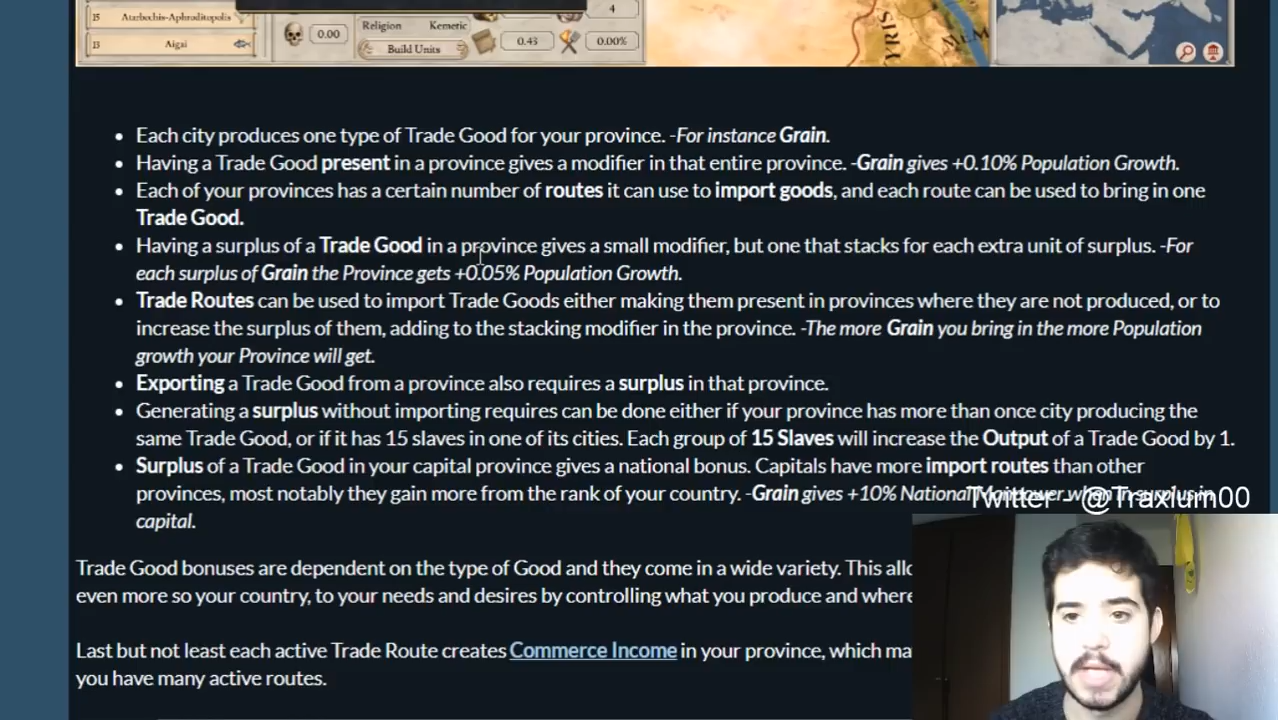 15 Atarbechis-Aphroditopolis
13 Aigai
0.00
Religion Kemetic
Build Units
4
0.43
0.00%
Each city produces one type of Trade Good for your province. -For instance Grain.
Having a Trade Good present in a province gives a modifier in that entire province. -Grain gives +0.10% Population Growth.
Each of your provinces has a certain number of routes it can use to import goods, and each route can be used to bring in one
Trade Good.
Having a surplus of a Trade Good in a province gives a small modifier, but one that stacks for each extra unit of surplus. -For
each surplus of Grain the Province gets +0.05% Population Growth.
Trade Routes can be used to import Trade Goods either making them present in provinces where they are not produced, or to
increase the surplus of them, adding to the stacking modifier in the province. -The more Grain you bring in the more Population
growth your Province will get.
Exporting a Trade Good from a province also requires a surplus in that province.
Generating a surplus without importing requires can be done either if your province has more than once city producing the
same Trade Good, or if it has 15 slaves in one of its cities. Each group of 15 Slaves will increase the Output of a Trade Good by 1.
Surplus of a Trade Good in your capital province gives a national bonus. Capitals have more import routes than other
provinces, most notably they gain more from the rank of your country. -Grain gives +10% National Manpower when in surplus in
capital.
Twitter - @Traxium00
Trade Good bonuses are dependent on the type of Good and they come in a wide variety. This
even more so your country, to your needs and desires by controlling what you produce and where
Last but not least each active Trade Route creates Commerce Income in your province, which
you have many active routes.